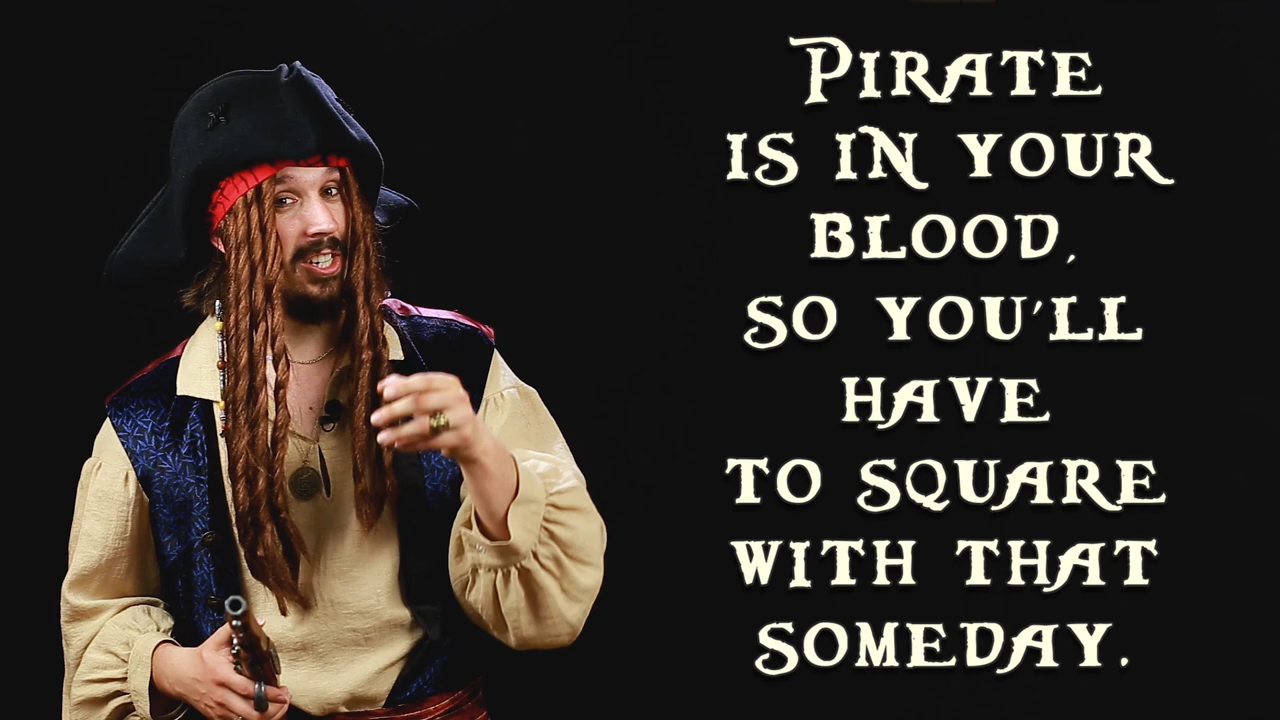 Pirate
is in your
blood,
so you'll
have
to square
with that
someday.